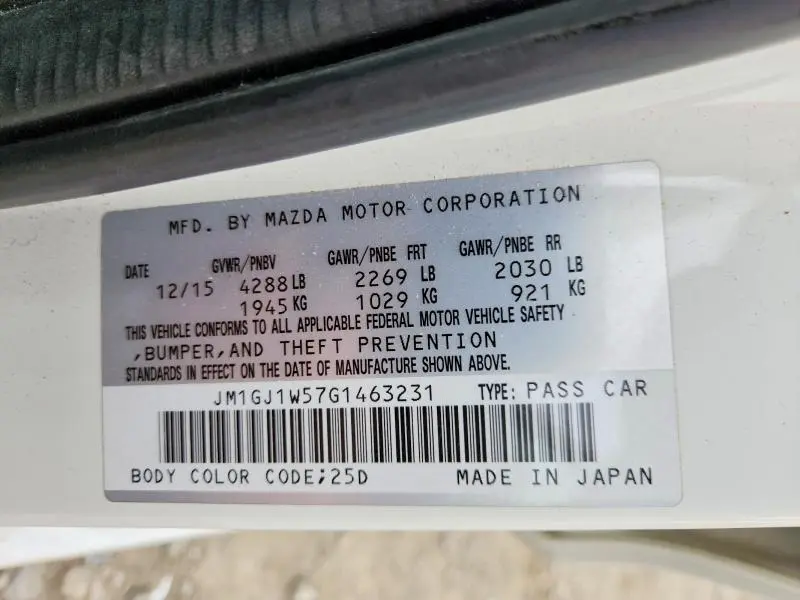 MFD. BY MAZDA MOTOR CORPORATION
DATE GVWR/PNBV GAWR/PNBE FRT GAWR/PNBE RR
12/15 4288 LB 2269 LB 2030 LB
1945 KG 1029 KG 921 KG
THIS VEHICLE CONFORMS TO ALL APPLICABLE FEDERAL MOTOR VEHICLE SAFETY
,BUMPER,AND THEFT PREVENTION
STANDARDS IN EFFECT ON THE DATE OF MANUFACTURE SHOWN ABOVE.
JM1GJ1W57G1463231 TYPE: PASS CAR
BODY COLOR CODE;25D MADE IN JAPAN